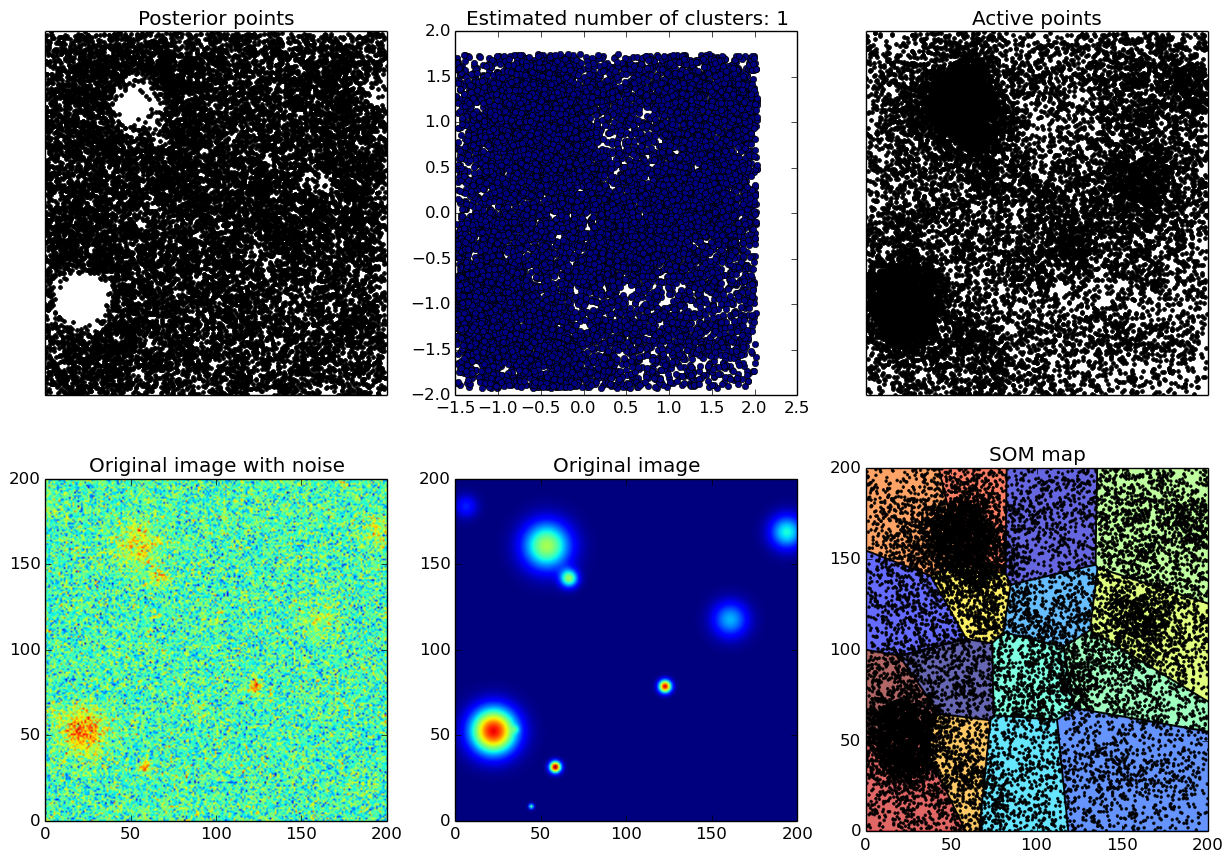 Posterior points
Estimated number of clusters: 1
Active points
2.0
1.5
1.0
0.5
0.0
−0.5
−1.0
−1.5
−2.0
−1.5 −1.0 −0.5 0.0 0.5 1.0 1.5 2.0 2.5
Original image with noise
Original image
SOM map
200
150
100
50
0
0 50 100 150 200
200
150
100
50
0
0 50 100 150 200
200
150
100
50
0
0 50 100 150 200